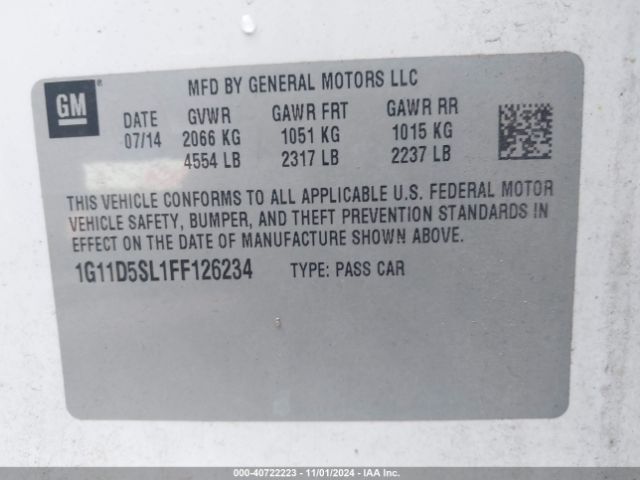 GM
MFD BY GENERAL MOTORS LLC
DATE GVWR GAWR FRT GAWR RR
07/14 2066 KG 1051 KG 1015 KG
4554 LB 2317 LB 2237 LB
THIS VEHICLE CONFORMS TO ALL APPLICABLE U.S. FEDERAL MOTOR
VEHICLE SAFETY, BUMPER, AND THEFT PREVENTION STANDARDS IN
EFFECT ON THE DATE OF MANUFACTURE SHOWN ABOVE.
1G11D5SL1FF126234 TYPE: PASS CAR
000-40722223 - 11/01/2024 - IAA Inc.